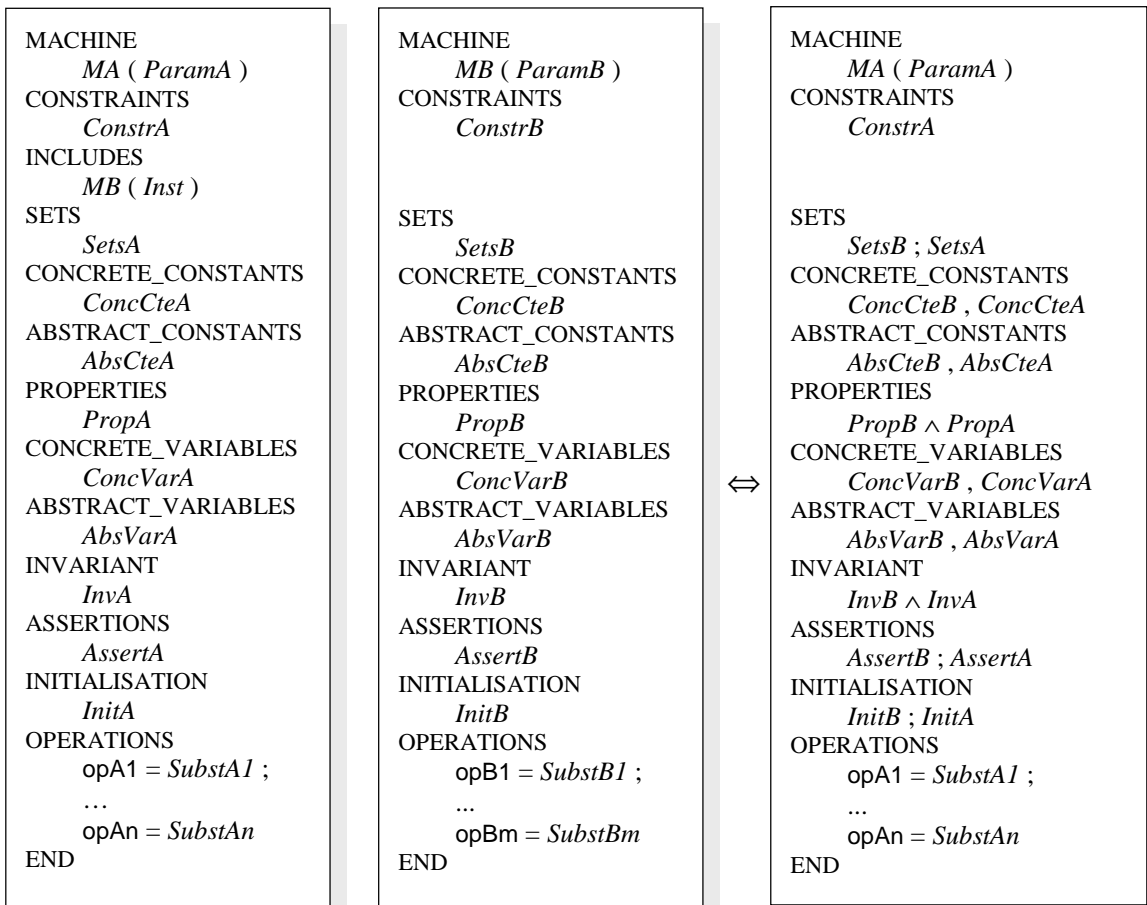 MACHINE
MA ( ParamA )
CONSTRAINTS
ConstrA
INCLUDES
MB ( Inst )
SETS
SetsA
CONCRETE_CONSTANTS
ConcCteA
ABSTRACT_CONSTANTS
AbsCteA
PROPERTIES
PropA
CONCRETE_VARIABLES
ConcVarA
ABSTRACT_VARIABLES
AbsVarA
INVARIANT
InvA
ASSERTIONS
AssertA
INITIALISATION
InitA
OPERATIONS
opA1 = SubstA1 ;
…
opAn = SubstAn
END
MACHINE
MB ( ParamB )
CONSTRAINTS
ConstrB
SETS
SetsB
CONCRETE_CONSTANTS
ConcCteB
ABSTRACT_CONSTANTS
AbsCteB
PROPERTIES
PropB
CONCRETE_VARIABLES
ConcVarB
ABSTRACT_VARIABLES
AbsVarB
INVARIANT
InvB
ASSERTIONS
AssertB
INITIALISATION
InitB
OPERATIONS
opB1 = SubstB1 ;
...
opBm = SubstBm
END
⇔
MACHINE
MA ( ParamA )
CONSTRAINTS
ConstrA
SETS
SetsB ; SetsA
CONCRETE_CONSTANTS
ConcCteB , ConcCteA
ABSTRACT_CONSTANTS
AbsCteB , AbsCteA
PROPERTIES
PropB ∧ PropA
CONCRETE_VARIABLES
ConcVarB , ConcVarA
ABSTRACT_VARIABLES
AbsVarB , AbsVarA
INVARIANT
InvB ∧ InvA
ASSERTIONS
AssertB ; AssertA
INITIALISATION
InitB ; InitA
OPERATIONS
opA1 = SubstA1 ;
...
opAn = SubstAn
END